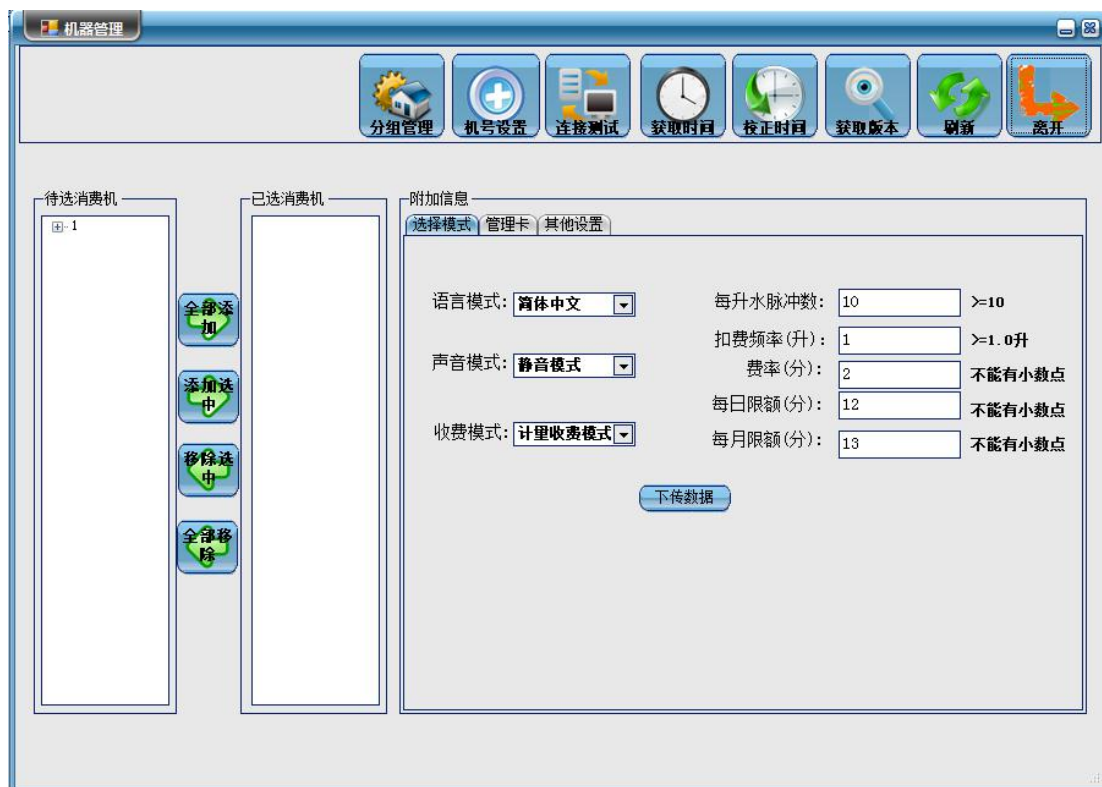 机器管理
分组管理 机号设置 连接测试 获取时间 校正时间 获取版本 刷新 离开
待选消费机
1
全部添加
添加选中
移除选中
全部移除
已选消费机
附加信息
选择模式 管理卡 其他设置
语言模式: 简体中文
声音模式: 静音模式
收费模式: 计量收费模式
每升水脉冲数: 10 >=10
扣费频率(升): 1 >=1.0升
费率(分): 2 不能有小数点
每日限额(分): 12 不能有小数点
每月限额(分): 13 不能有小数点
下传数据